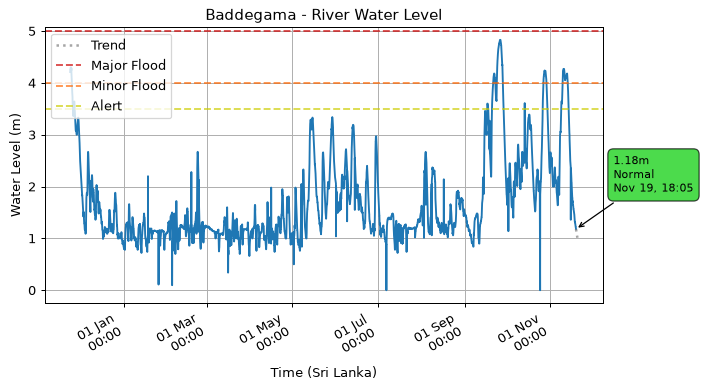 Baddegama - River Water Level
Trend
Major Flood
Minor Flood
Alert
5
4
3
2
1
0
Water Level (m)
1.18m
Normal
Nov 19, 18:05
01 Jan
00:00
01 Mar
00:00
01 May
00:00
01 Jul
00:00
01 Sep
00:00
01 Nov
00:00
Time (Sri Lanka)